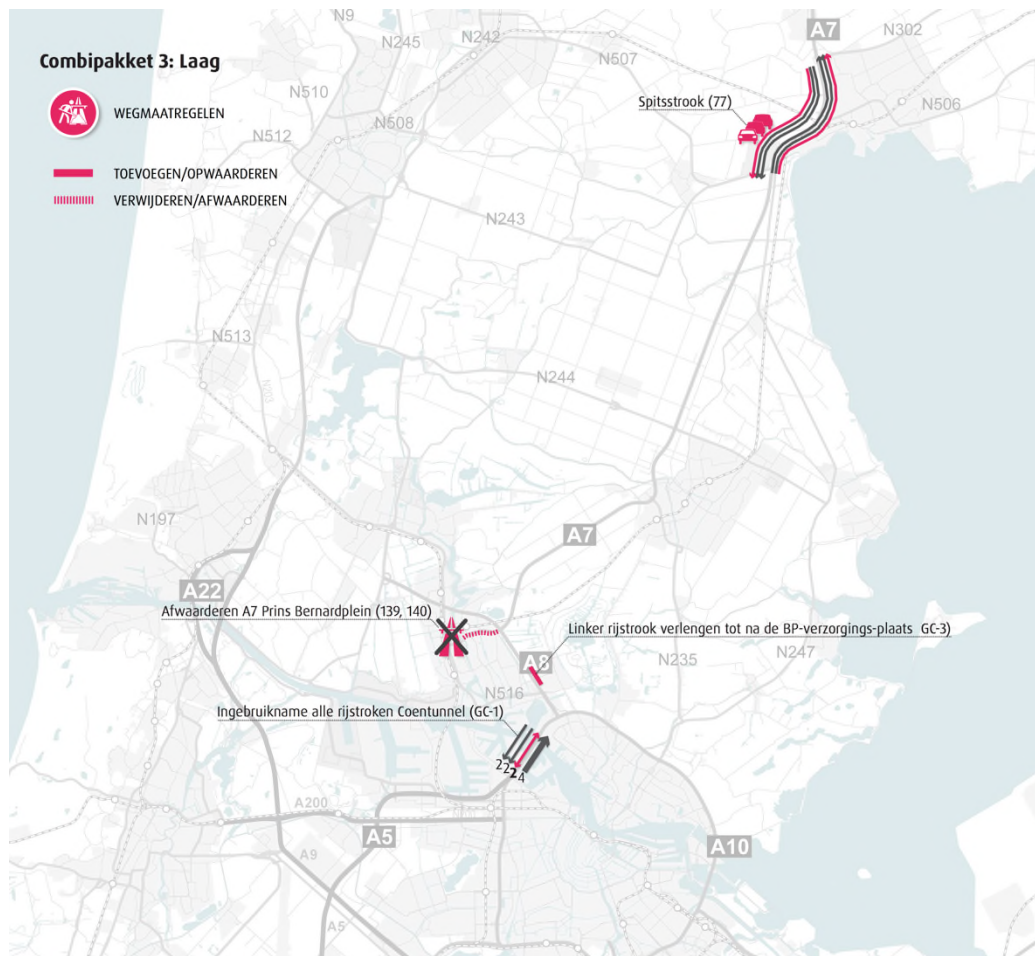 Combipakket 3: Laag
WEGMAATREGELEN
TOEVOEGEN/OPWAARDEREN
VERWIJDEREN/AFWAARDEREN
N9
N245
N242
A7
N302
N507
N510
N506
Spitsstrook (77)
N512
N508
N243
N513
N203
N244
N197
A7
A22
Afwaarderen A7 Prins Bernardplein (139, 140)
Linker rijstrook verlengen tot na de BP-verzorgings-plaats GC-3)
A8
N235
N247
N516
Ingebruikname alle rijstroken Coentunnel (GC-1)
2 2 2 4
A200
A5
A10
A9
A5